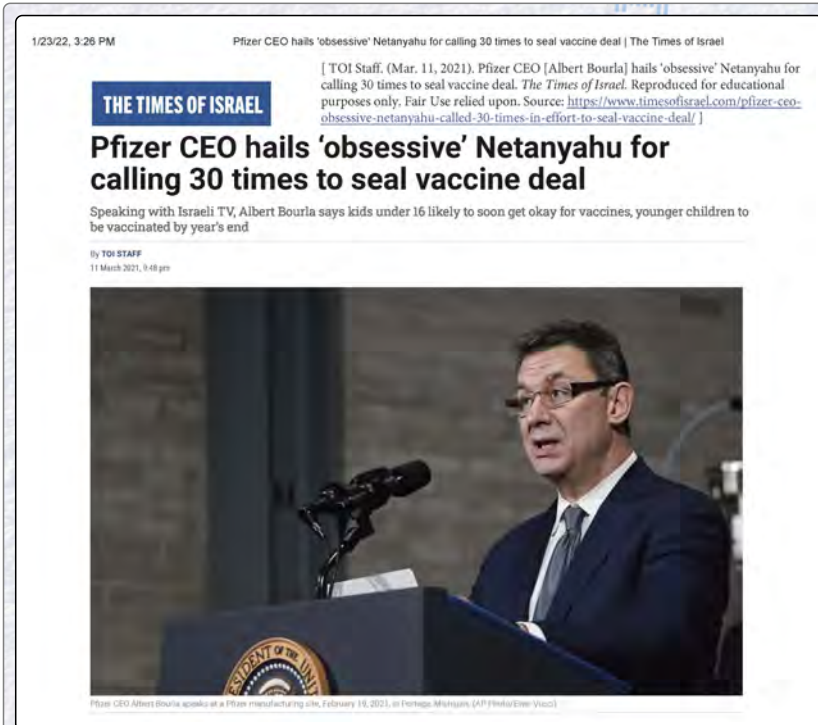 1/23/22, 3:26 PM
Pfizer CEO hails 'obsessive' Netanyahu for calling 30 times to seal vaccine deal | The Times of Israel
[ TOI Staff. (Mar. 11, 2021). Pfizer CEO [Albert Bourla] hails 'obsessive' Netanyahu for
calling 30 times to seal vaccine deal. The Times of Israel. Reproduced for educational
purposes only. Fair Use relied upon. Source: https://www.timesofisrael.com/pfizer-ceo-
obsessive-netanyahu-called-30-times-in-effort-to-seal-vaccine-deal/ ]
THE TIMES OF ISRAEL
Pfizer CEO hails ‘obsessive’ Netanyahu for
calling 30 times to seal vaccine deal
Speaking with Israeli TV, Albert Bourla says kids under 16 likely to soon get okay for vaccines, younger children to
be vaccinated by year's end
By TOI STAFF
11 March 2021, 9:48 pm
PRESIDENT OF THE UNI
Pfizer CEO Albert Bourla speaks at a Pfizer manufacturing site, February 19, 2021, in Portage, Michigan. (AP Photo/Evan Vucci)